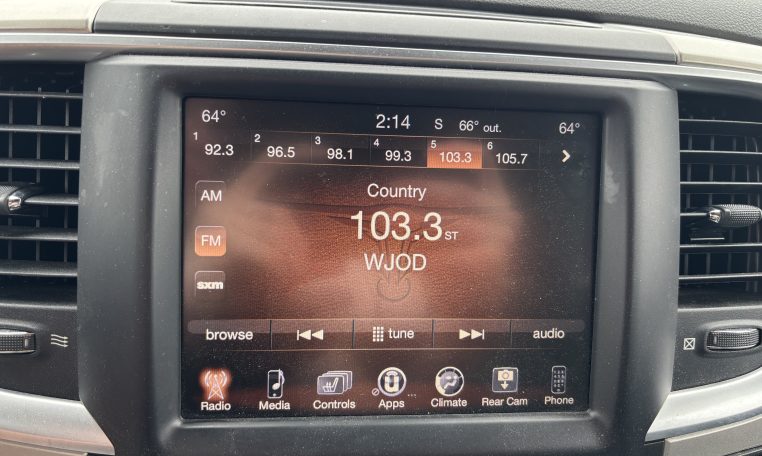 64° 2:14 S 66° out. 64°
1 92.3 2 96.5 3 98.1 4 99.3 5 103.3 6 105.7
AM
Country
FM
103.3 ST
WJOD
sxm
browse tune audio
Radio Media Controls Apps Climate Rear Cam Phone